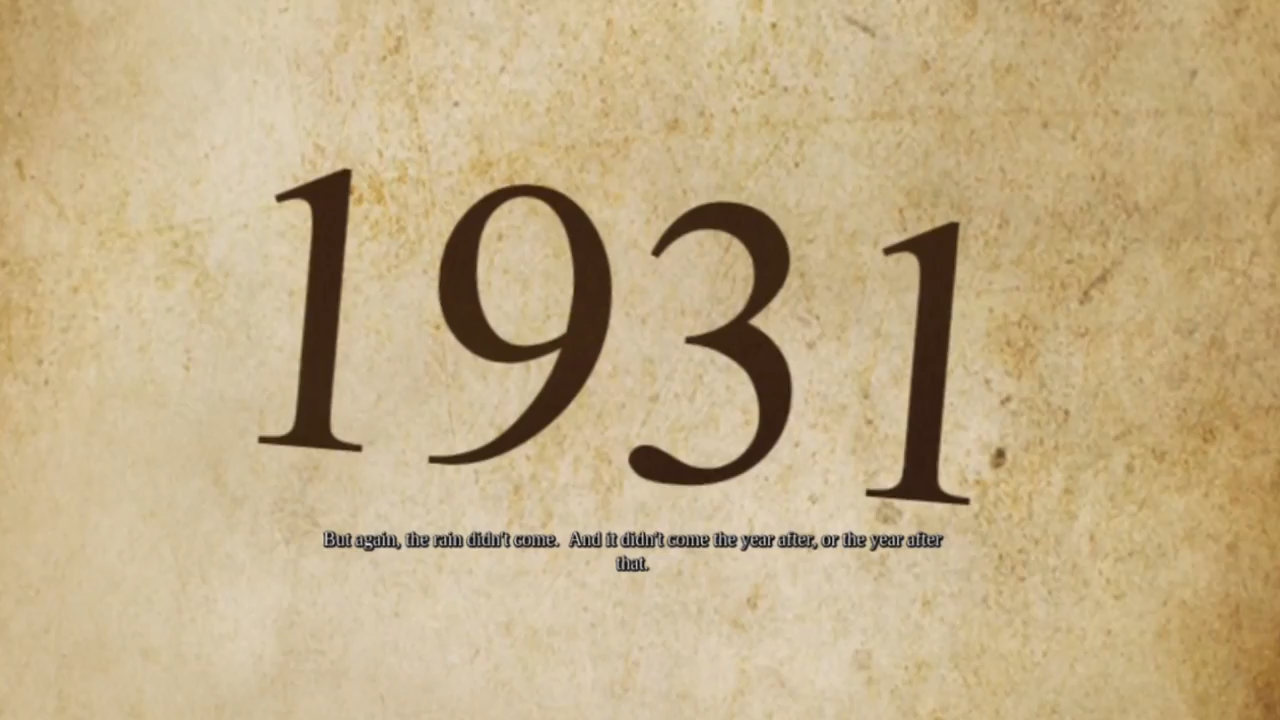 1931
But again, the rain didn't come.  And it didn't come the year after, or the year after
that.